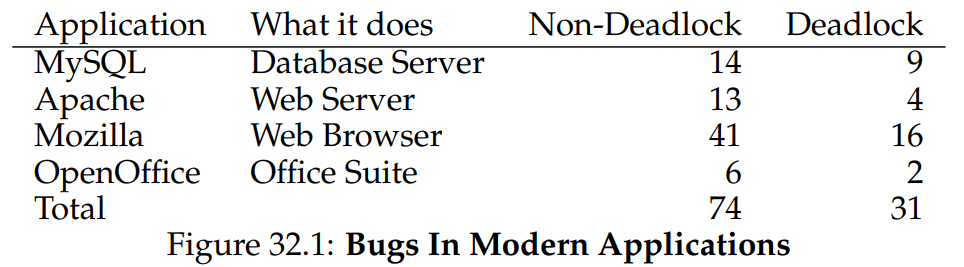 Application What it does Non-Deadlock Deadlock
MySQL Database Server 14 9
Apache Web Server 13 4
Mozilla Web Browser 41 16
OpenOffice Office Suite 6 2
Total 74 31
Figure 32.1: Bugs In Modern Applications